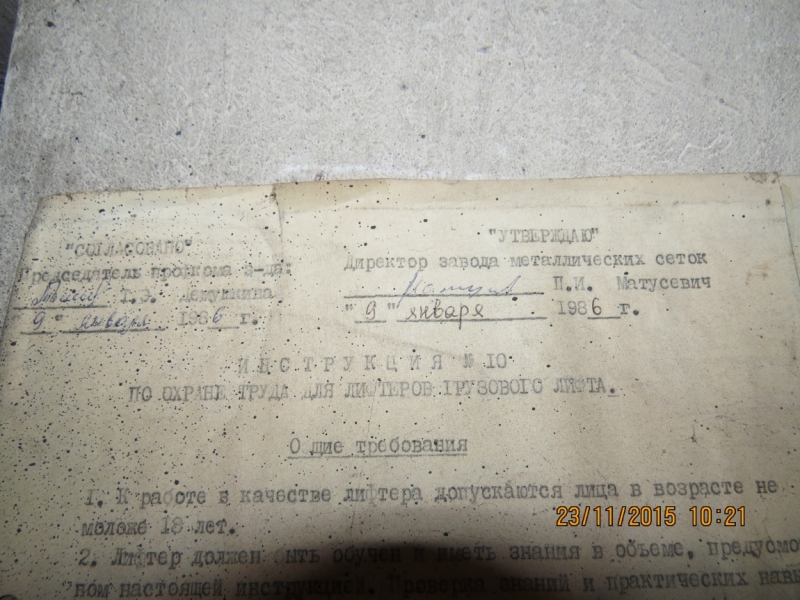 "СОГЛАСОВАНО"
Председатель профкома з-да:
Т.З.
"9" января 1986 г.
"УТВЕРЖДАЮ"
Директор завода металлических сеток
П.И. Матусевич
"9" января 1986 г.
ИНСТРУКЦИЯ № 10
ПО ОХРАНЕ ТРУДА ДЛЯ ЛИФТЕРОВ ГРУЗОВОГО ЛИФТА.
Общие требования
1. К работе в качестве лифтера допускаются лица в возрасте не
моложе 18 лет.
2. Лифтер должен быть обучен и иметь знания в объеме, предусмо
ном настоящей инструкцией. Проверка знаний и практических навы
23/11/2015 10:21